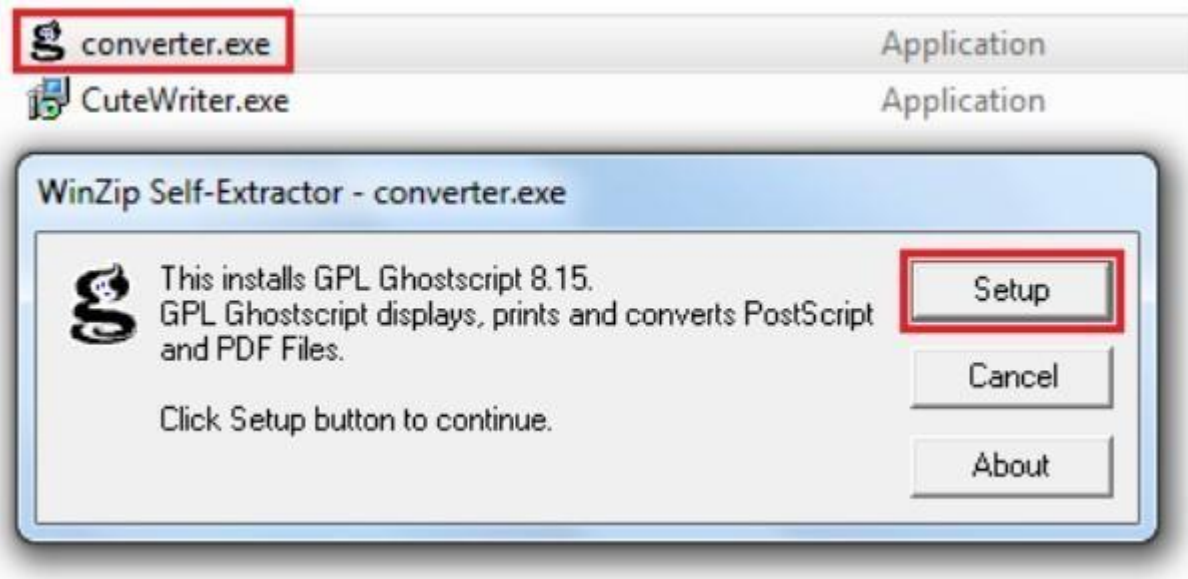 converter.exe Application
CuteWriter.exe Application
WinZip Self-Extractor - converter.exe
This installs GPL Ghostscript 8.15.
GPL Ghostscript displays, prints and converts PostScript
and PDF Files.
Click Setup button to continue.
Setup
Cancel
About